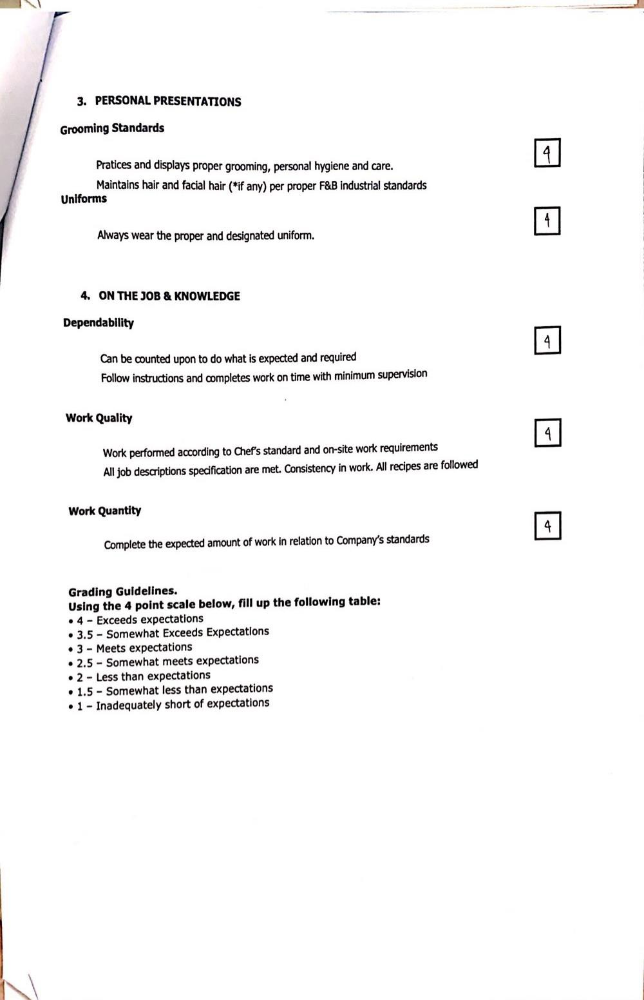 3. PERSONAL PRESENTATIONS
Grooming Standards
4
Pratices and displays proper grooming, personal hygiene and care.
Maintains hair and facial hair (*if any) per proper F&B industrial standards
Uniforms
4
Always wear the proper and designated uniform.
4. ON THE JOB & KNOWLEDGE
Dependability
4
Can be counted upon to do what is expected and required
Follow instructions and completes work on time with minimum supervision
Work Quality
4
Work performed according to Chef's standard and on-site work requirements
All job descriptions specification are met. Consistency in work. All recipes are followed
Work Quantity
4
Complete the expected amount of work in relation to Company's standards
Grading Guidelines.
Using the 4 point scale below, fill up the following table:
• 4 – Exceeds expectations
• 3.5 – Somewhat Exceeds Expectations
• 3 – Meets expectations
• 2.5 – Somewhat meets expectations
• 2 – Less than expectations
• 1.5 – Somewhat less than expectations
• 1 – Inadequately short of expectations